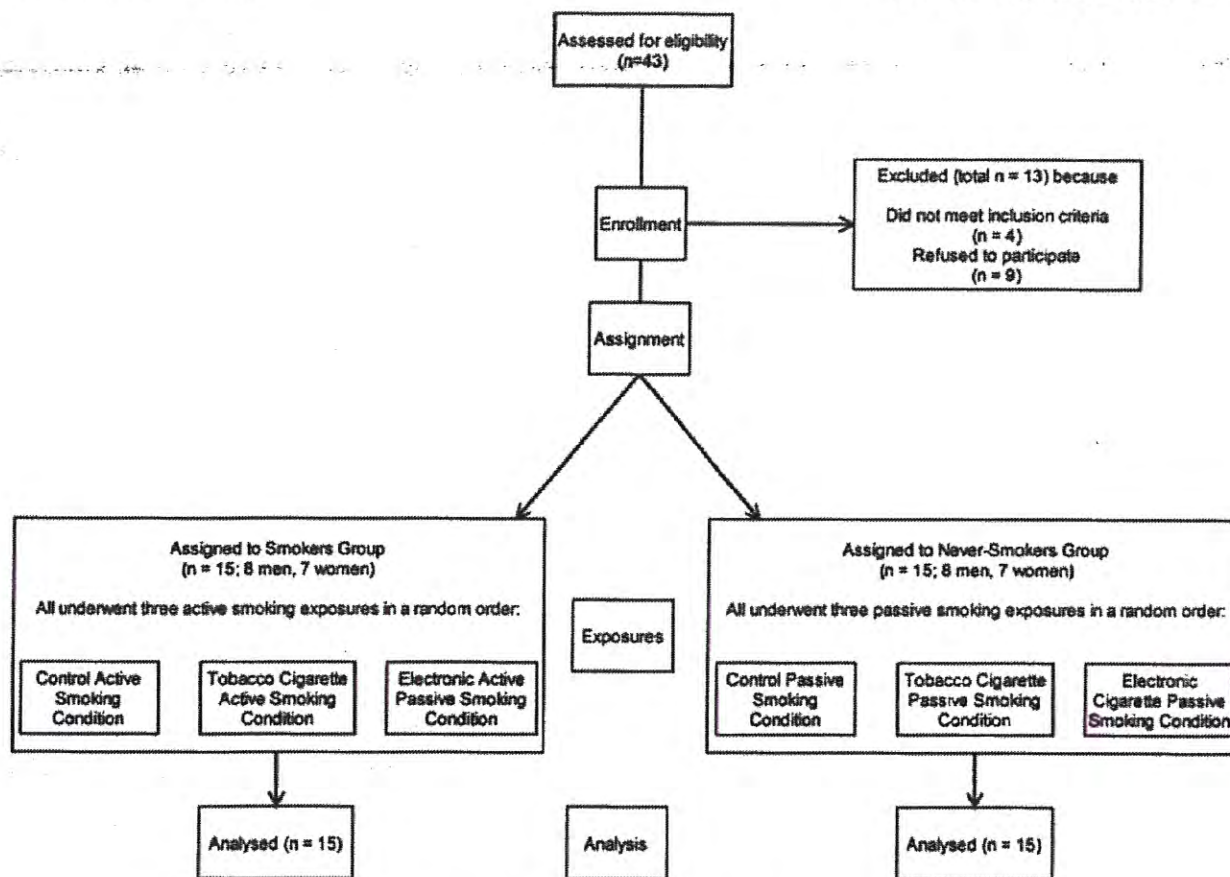 Assessed for eligibility
(n=43)
Excluded (total n = 13) because
Did not meet inclusion criteria
(n = 4)
Refused to participate
(n = 9)
Enrollment
Assignment
Assigned to Smokers Group
(n = 15; 8 men, 7 women)
All underwent three active smoking exposures in a random order:
Control Active
Smoking
Condition
Tobacco Cigarette
Active Smoking
Condition
Electronic Active
Passive Smoking
Condition
Exposures
Assigned to Never-Smokers Group
(n = 15; 8 men, 7 women)
All underwent three passive smoking exposures in a random order:
Control Passive
Smoking
Condition
Tobacco Cigarette
Passive Smoking
Condition
Electronic
Cigarette Passive
Smoking Condition
Analysed (n = 15)
Analysis
Analysed (n = 15)